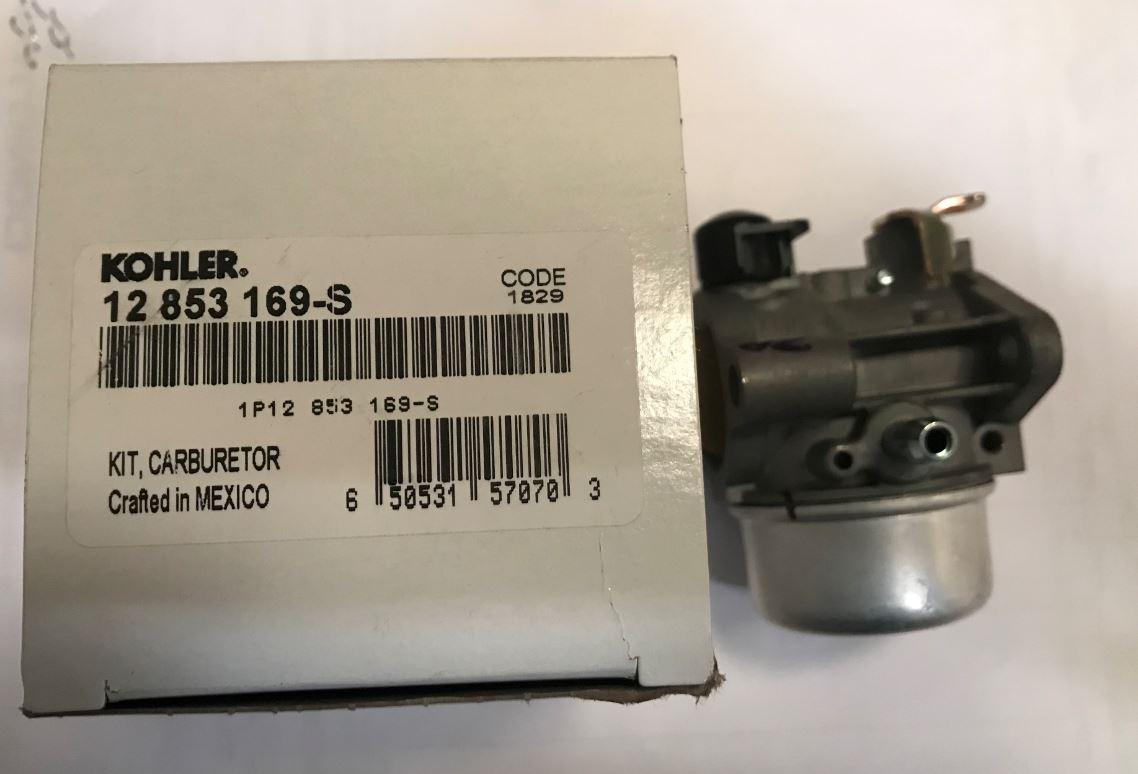 KOHLER®
12 853 169-S
CODE
1829
1P12 853 169-S
KIT, CARBURETOR
Crafted in MEXICO
6 50531 57070 3